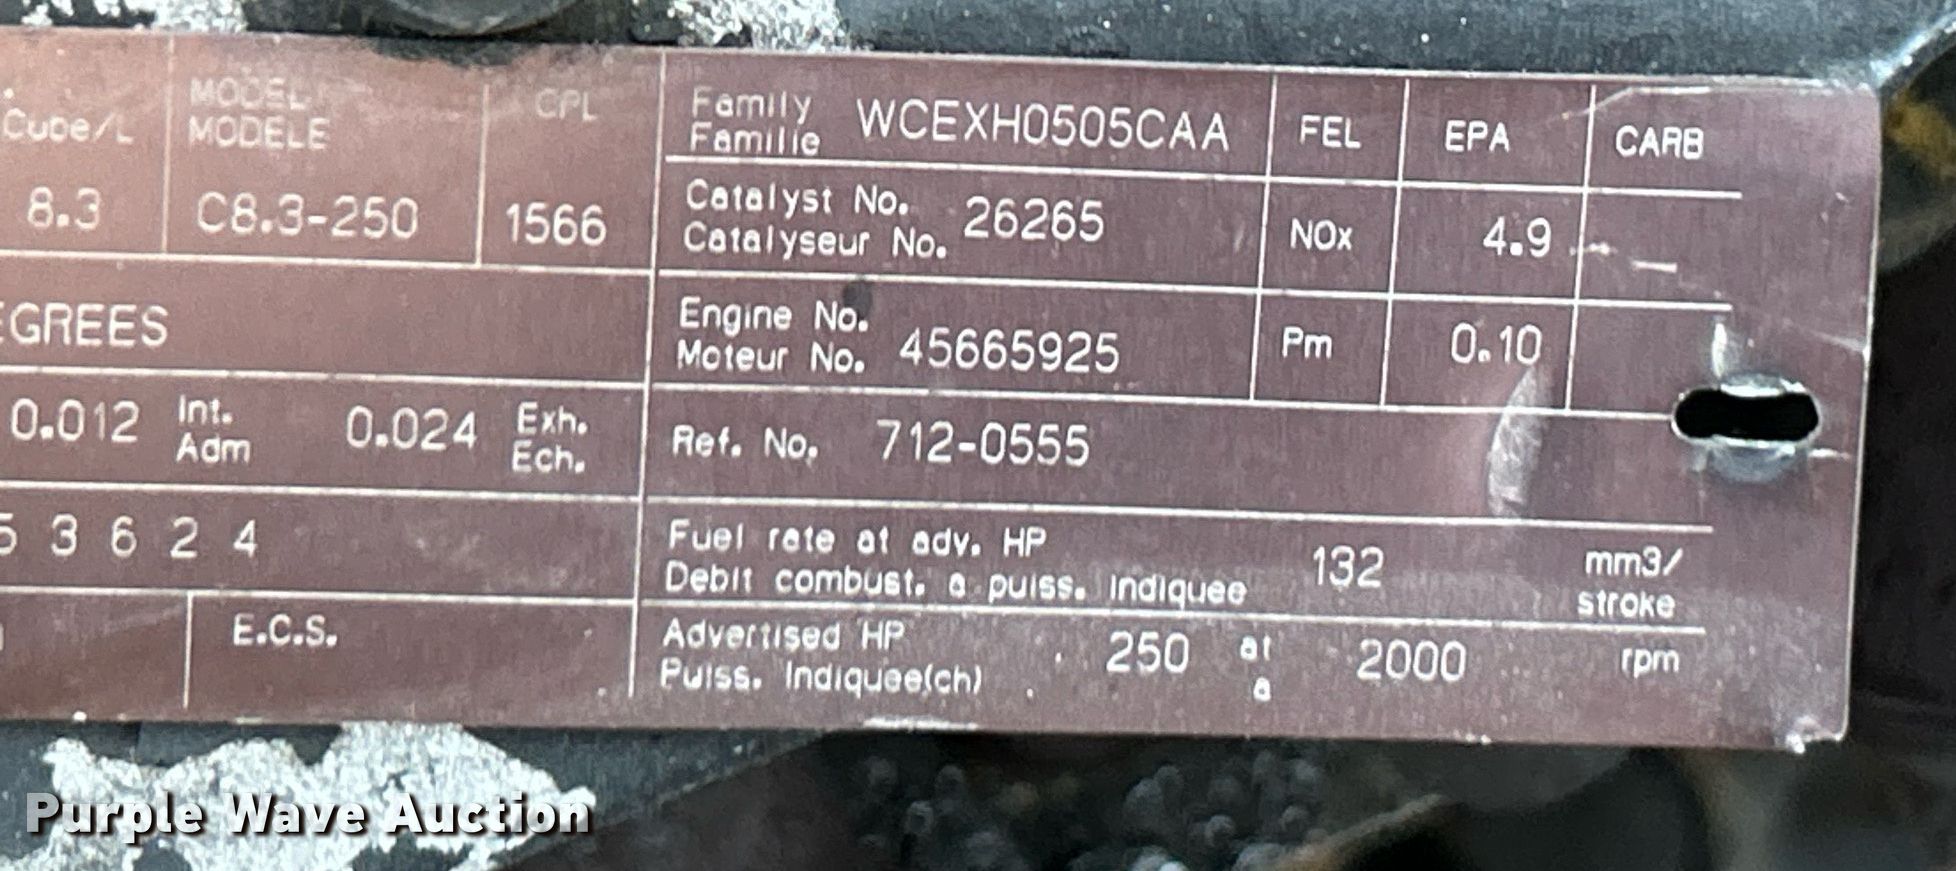 Cube/L
MODEL
MODELE
CPL
8.3
C8.3-250
1566
EGREES
0.012 Int.
Adm
0.024 Exh.
Ech.
5 3 6 2 4
E.C.S.
Family
Familie
WCEXH0505CAA
FEL
EPA
CARB
Catalyst No.
Catalyseur No.
26265
NOx
4.9
Engine No.
Moteur No.
45665925
Pm
0.10
Ref. No. 712-0555
Fuel rate at adv. HP
Debit combust. a puiss. Indiquee
132
mm3/
stroke
Advertised HP
Puiss. Indiquee(ch)
250
at
a
2000
rpm
Purple Wave Auction